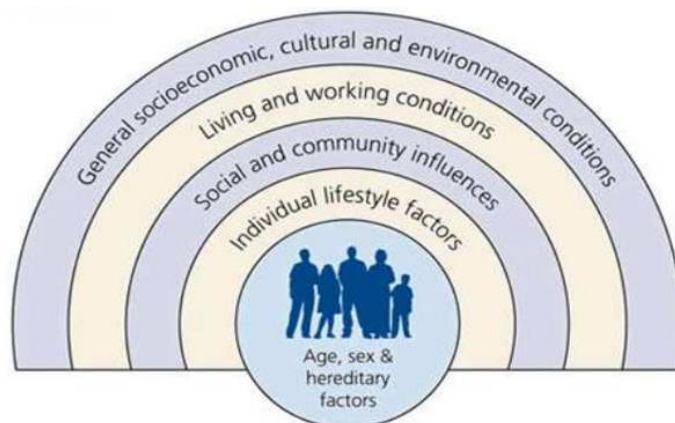 General socioeconomic, cultural and environmental conditions
Living and working conditions
Social and community influences
Individual lifestyle factors
Age, sex &
hereditary
factors